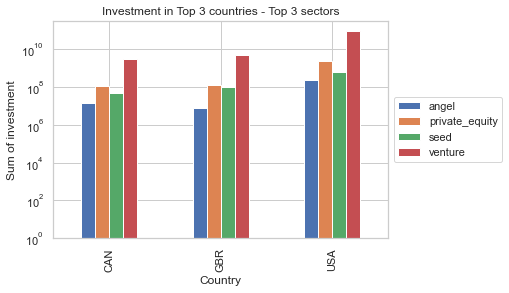 Investment in Top 3 countries - Top 3 sectors
Sum of investment
10^10
10^8
10^6
10^4
10^2
10^0
CAN
GBR
USA
Country
angel
private_equity
seed
venture